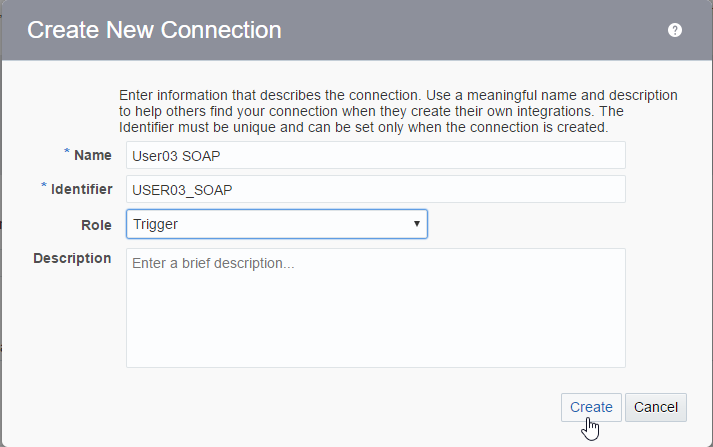 Create New Connection
?
Enter information that describes the connection. Use a meaningful name and description
to help others find your connection when they create their own integrations. The
Identifier must be unique and can be set only when the connection is created.
* Name User03 SOAP
* Identifier USER03_SOAP
Role Trigger
Description Enter a brief description...
Create Cancel